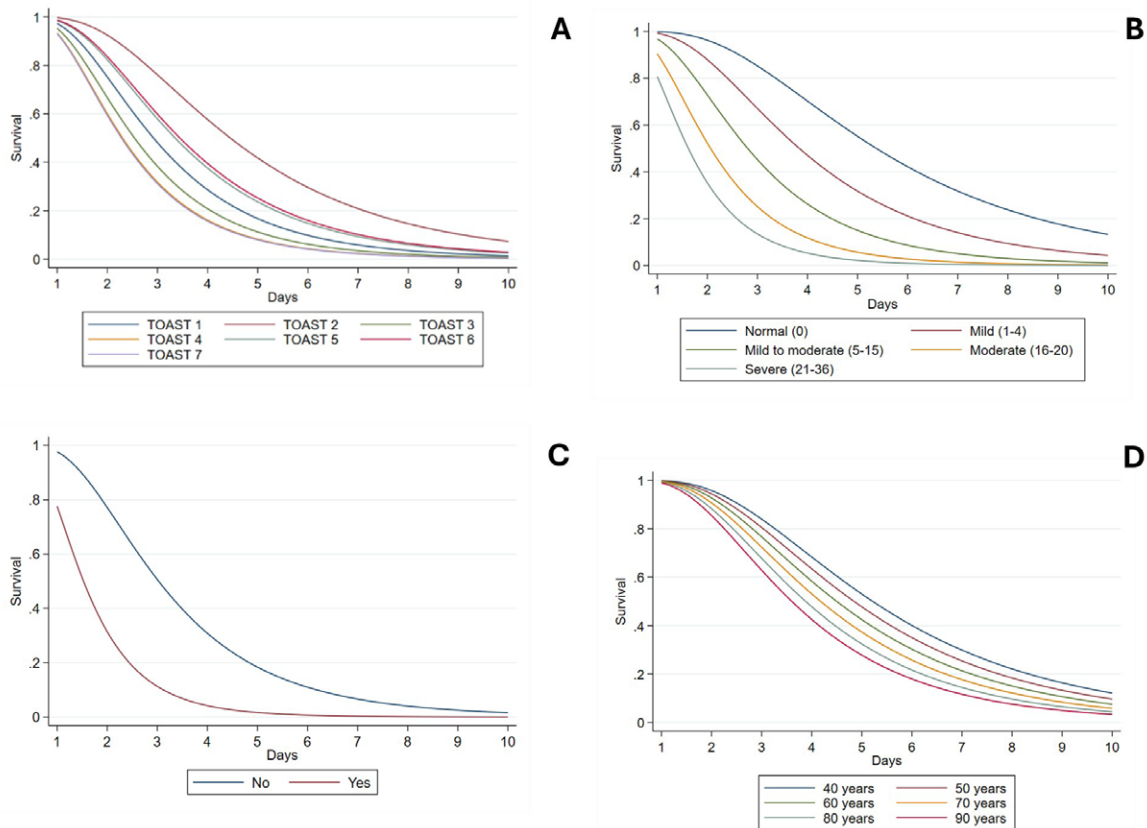 A
1
.8
.6
.4
.2
0
Survival
1 2 3 4 5 6 7 8 9 10
Days
TOAST 1 TOAST 2 TOAST 3
TOAST 4 TOAST 5 TOAST 6
TOAST 7
B
1
.8
.6
.4
.2
0
Survival
1 2 3 4 5 6 7 8 9 10
Days
Normal (0) Mild (1-4)
Mild to moderate (5-15) Moderate (16-20)
Severe (21-36)
C
1
.8
.6
.4
.2
0
Survival
1 2 3 4 5 6 7 8 9 10
Days
No Yes
D
1
.8
.6
.4
.2
0
Survival
1 2 3 4 5 6 7 8 9 10
Days
40 years 50 years
60 years 70 years
80 years 90 years